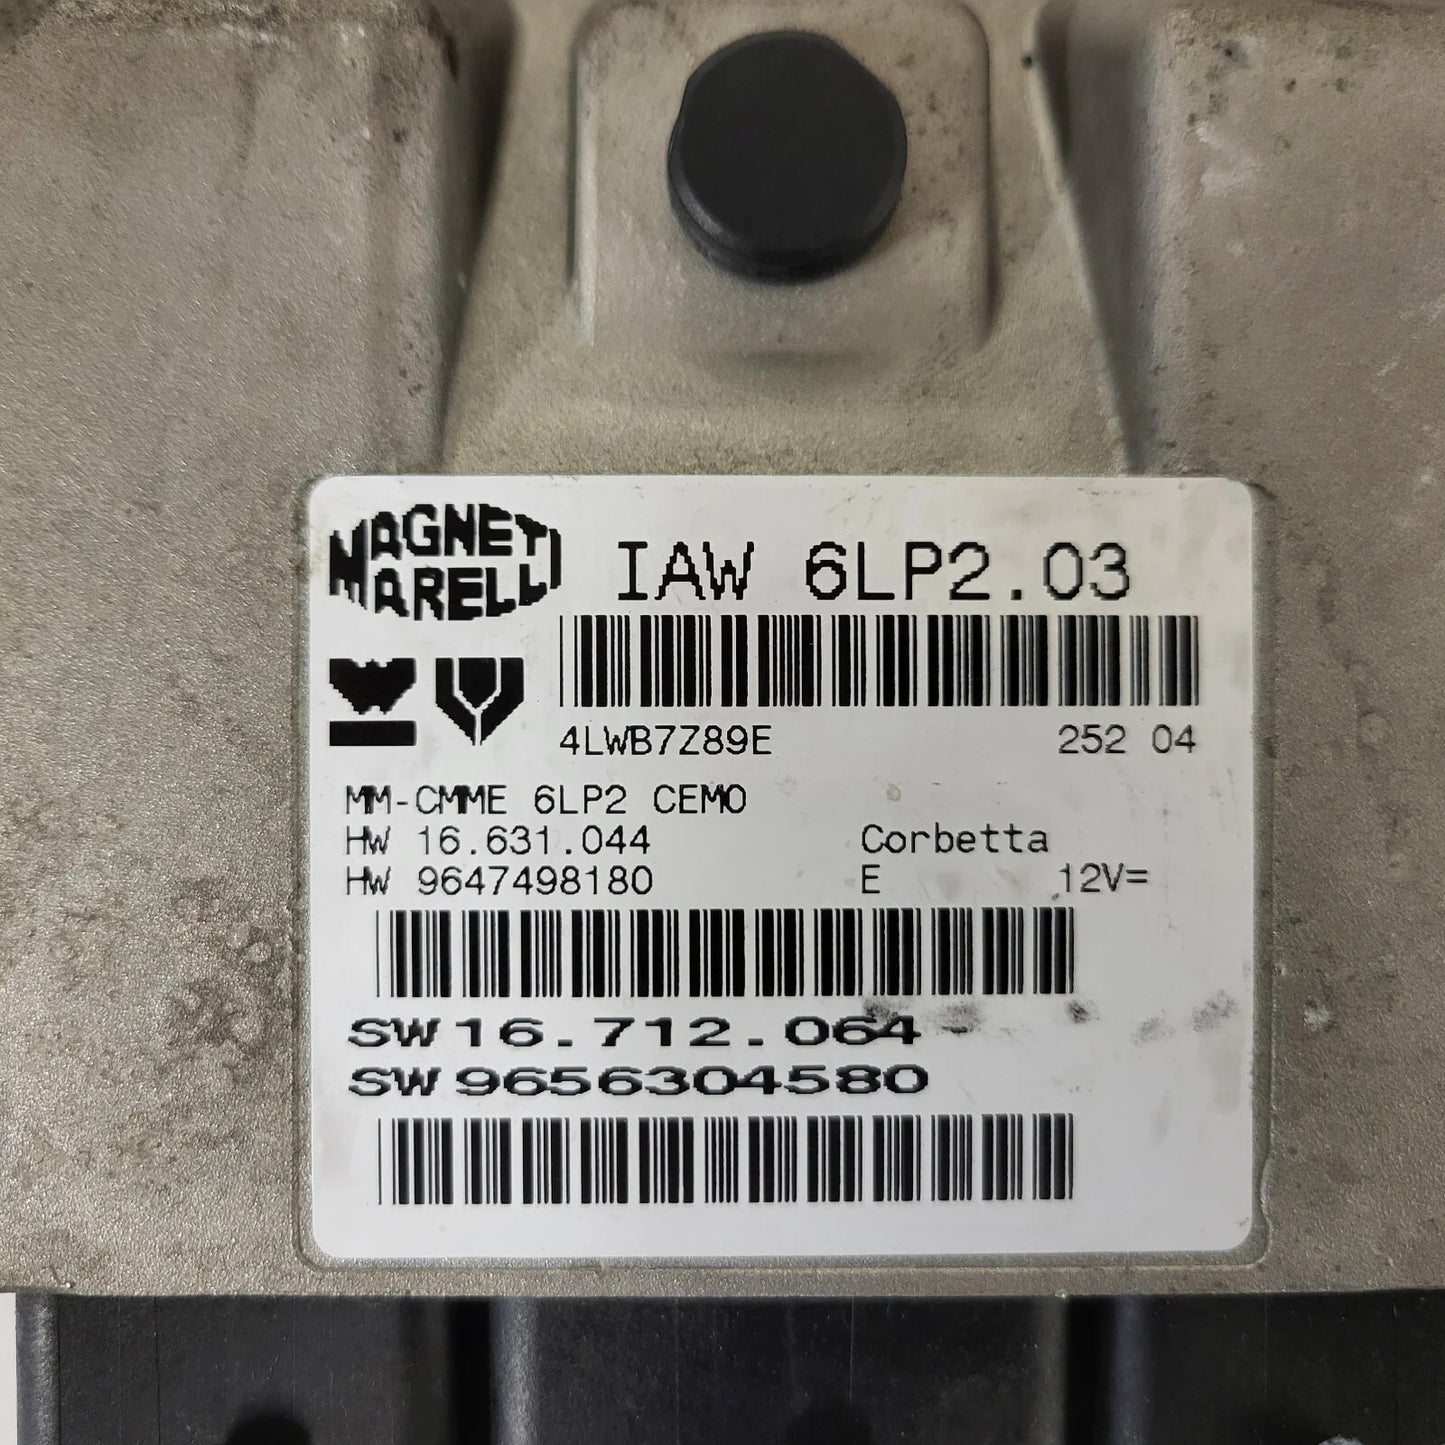 MAGNETI
MARELLI
IAW 6LP2.03
4LWB7Z89E 252 04
MM-CMME 6LP2 CEMO
HW 16.631.044 Corbetta
HW 9647498180 E 12V=
SW 16.712.064
SW 9656304580